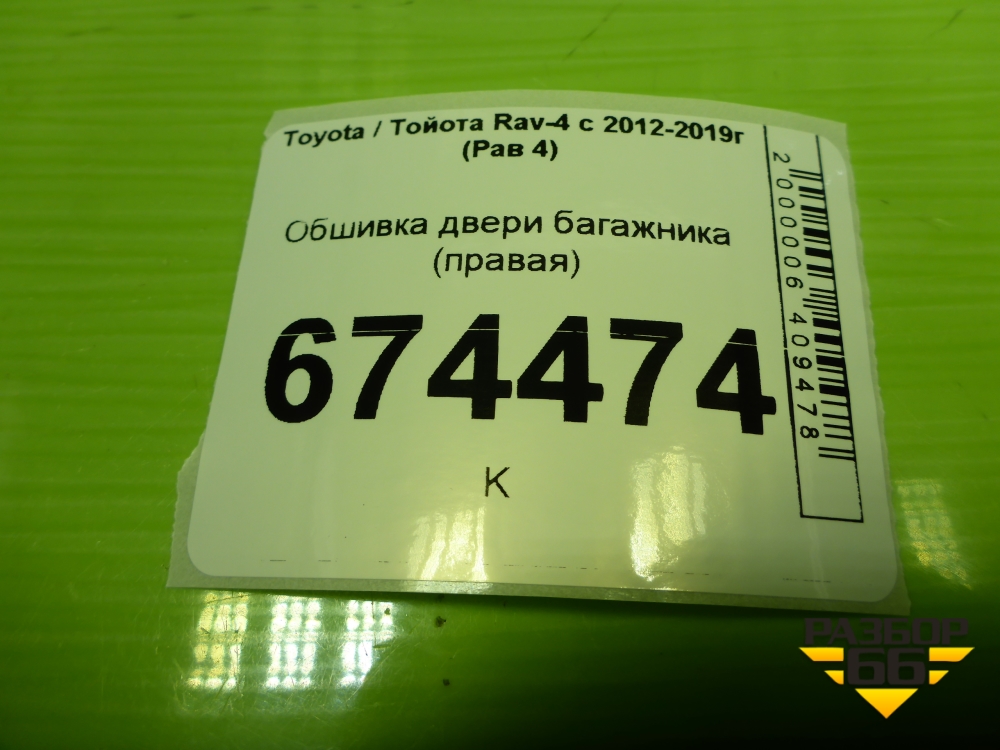 Toyota / Тойота Rav-4 с 2012-2019г
(Рав 4)
Обшивка двери багажника
(правая)
674474
К
2000006409478
РАЗБОР
66